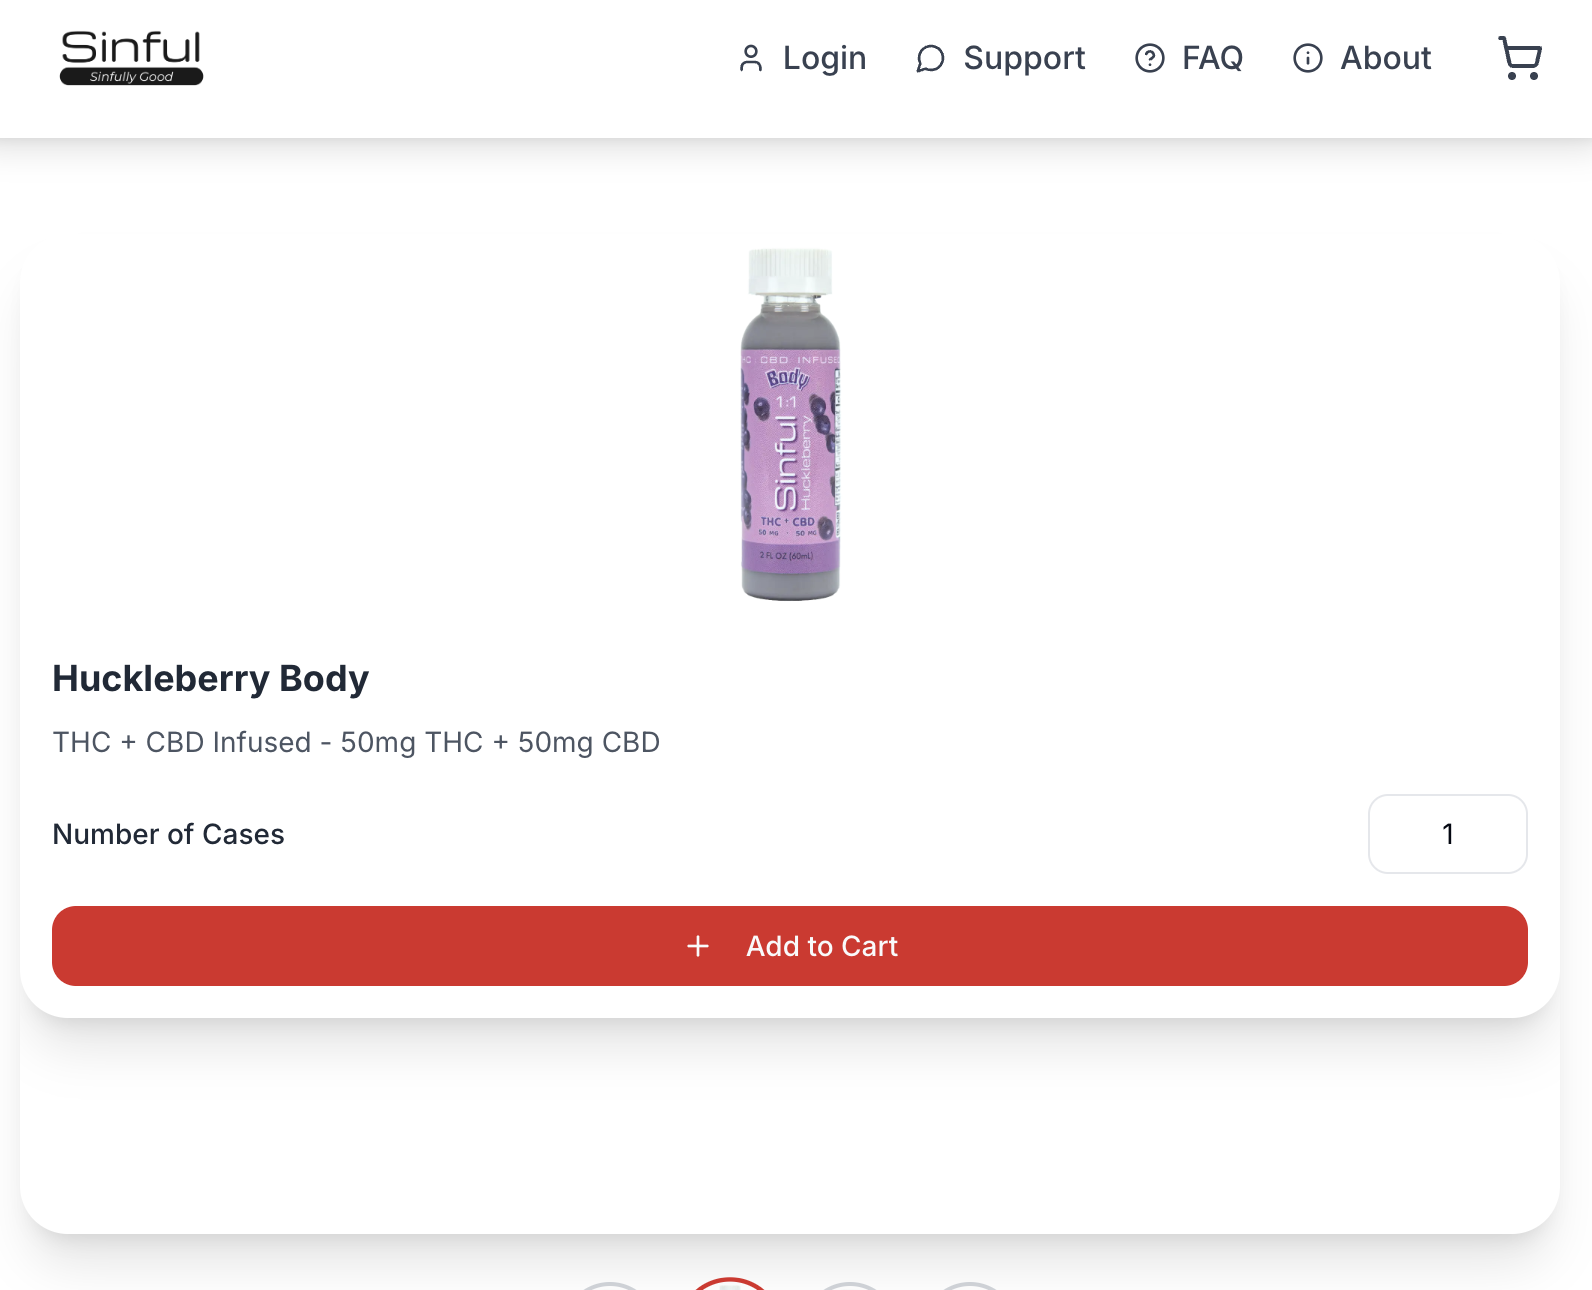 Sinful
Sinfully Good
Login
Support
FAQ
About
CBD INFUSED
Body
1:1
Sinful
Huckleberry
THC + CBD
50 MG 50 MG
2 FL OZ (60mL)
Huckleberry Body
THC + CBD Infused - 50mg THC + 50mg CBD
Number of Cases
1
Add to Cart